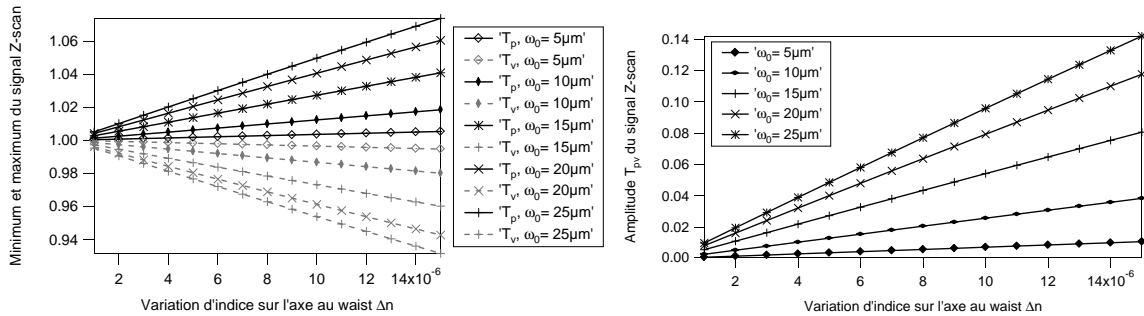 Minimum et maximum du signal Z-scan
1.06
1.04
1.02
1.00
0.98
0.96
0.94
2
4
6
8
10
12
14x10⁻⁶
Variation d'indice sur l'axe au waist Δn
'Tp, ω0= 5µm'
'Tv, ω0= 5µm'
'Tp, ω0= 10µm'
'Tv, ω0= 10µm'
'Tp, ω0= 15µm'
'Tv, ω0= 15µm'
'Tp, ω0= 20µm'
'Tv, ω0= 20µm'
'Tp, ω0= 25µm'
'Tv, ω0= 25µm'
Amplitude Tpv du signal Z-scan
0.14
0.12
0.10
0.08
0.06
0.04
0.02
0.00
2
4
6
8
10
12
14x10⁻⁶
Variation d'indice sur l'axe au waist Δn
'ω0= 5µm'
'ω0= 10µm'
'ω0= 15µm'
'ω0= 20µm'
'ω0= 25µm'